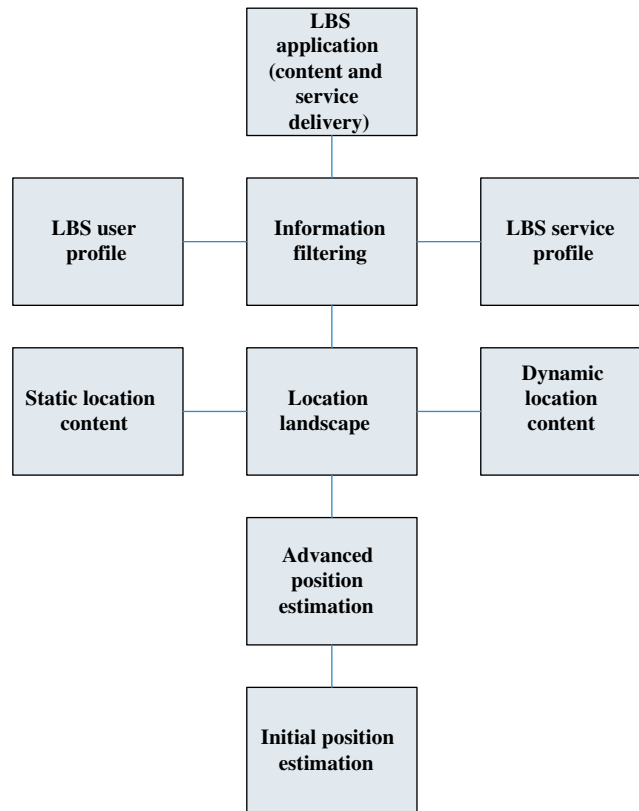 LBS
application
(content and
service
delivery)
LBS user
profile
Information
filtering
LBS service
profile
Static location
content
Location
landscape
Dynamic
location
content
Advanced
position
estimation
Initial position
estimation